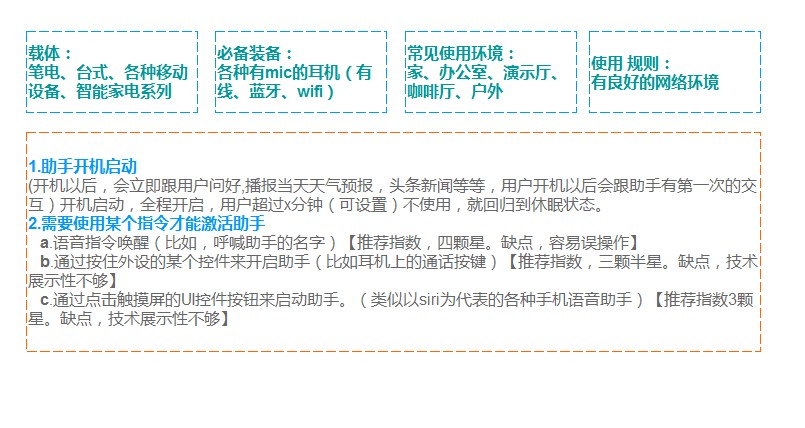 载体：
笔电、台式、各种移动
设备、智能家电系列
必备装备：
各种有mic的耳机（有
线、蓝牙、wifi）
常见使用环境：
家、办公室、演示厅、
咖啡厅、户外
使用 规则：
有良好的网络环境
1.助手开机启动
(开机以后，会立即跟用户问好,播报当天天气预报，头条新闻等等，用户开机以后会跟助手有第一次的交
互）开机启动，全程开启，用户超过x分钟（可设置）不使用，就回归到休眠状态。
2.需要使用某个指令才能激活助手
a.语音指令唤醒（比如，呼喊助手的名字）【推荐指数，四颗星。缺点，容易误操作】
b.通过按住外设的某个控件来开启助手（比如耳机上的通话按键）【推荐指数，三颗半星。缺点，技术
展示性不够】
c.通过点击触摸屏的UI控件按钮来启动助手。（类似以siri为代表的各种手机语音助手）【推荐指数3颗
星。缺点，技术展示性不够】